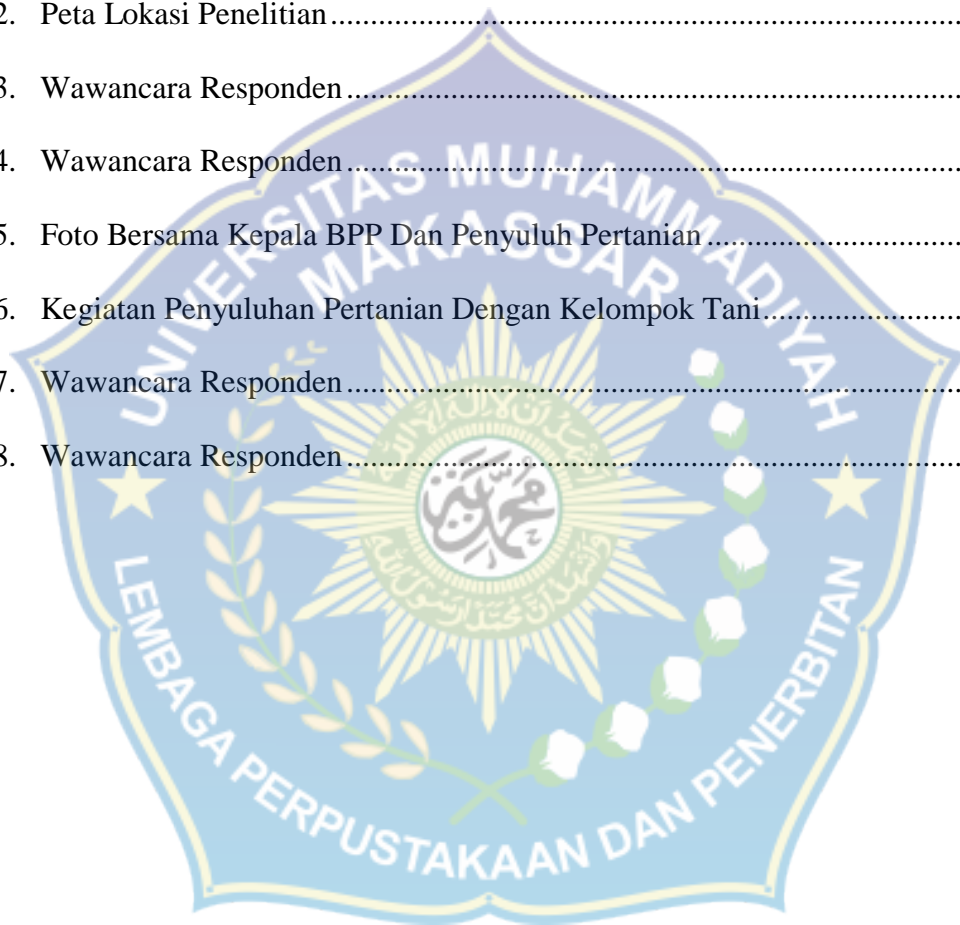 2. Peta Lokasi Penelitian
3. Wawancara Responden
4. Wawancara Responden
5. Foto Bersama Kepala BPP Dan Penyuluh Pertanian
6. Kegiatan Penyuluhan Pertanian Dengan Kelompok Tani
7. Wawancara Responden
8. Wawancara Responden
UNIVERSITAS MUHAMMADIYAH
MAKASSAR
LEMBAGA PERPUSTAKAAN DAN PENERBITAN